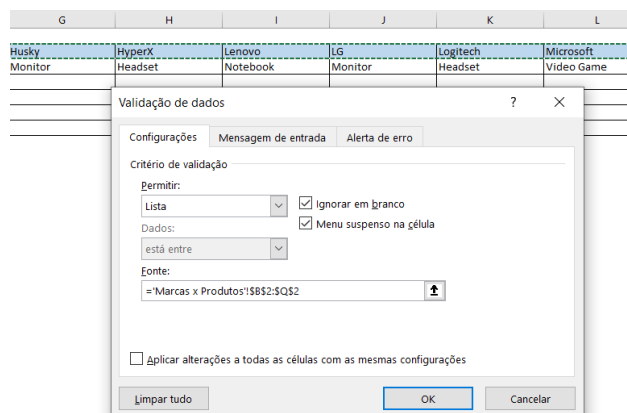 G H I J K L
Husky HyperX Lenovo LG Logitech Microsoft
Monitor Headset Notebook Monitor Headset Video Game
Validação de dados ? ×
Configurações Mensagem de entrada Alerta de erro
Critério de validação
Permitir:
Lista Ignorar em branco
Dados: Menu suspenso na célula
está entre
Fonte:
='Marcas x Produtos'!$B$2:$Q$2
Aplicar alterações a todas as células com as mesmas configurações
Limpar tudo OK Cancelar